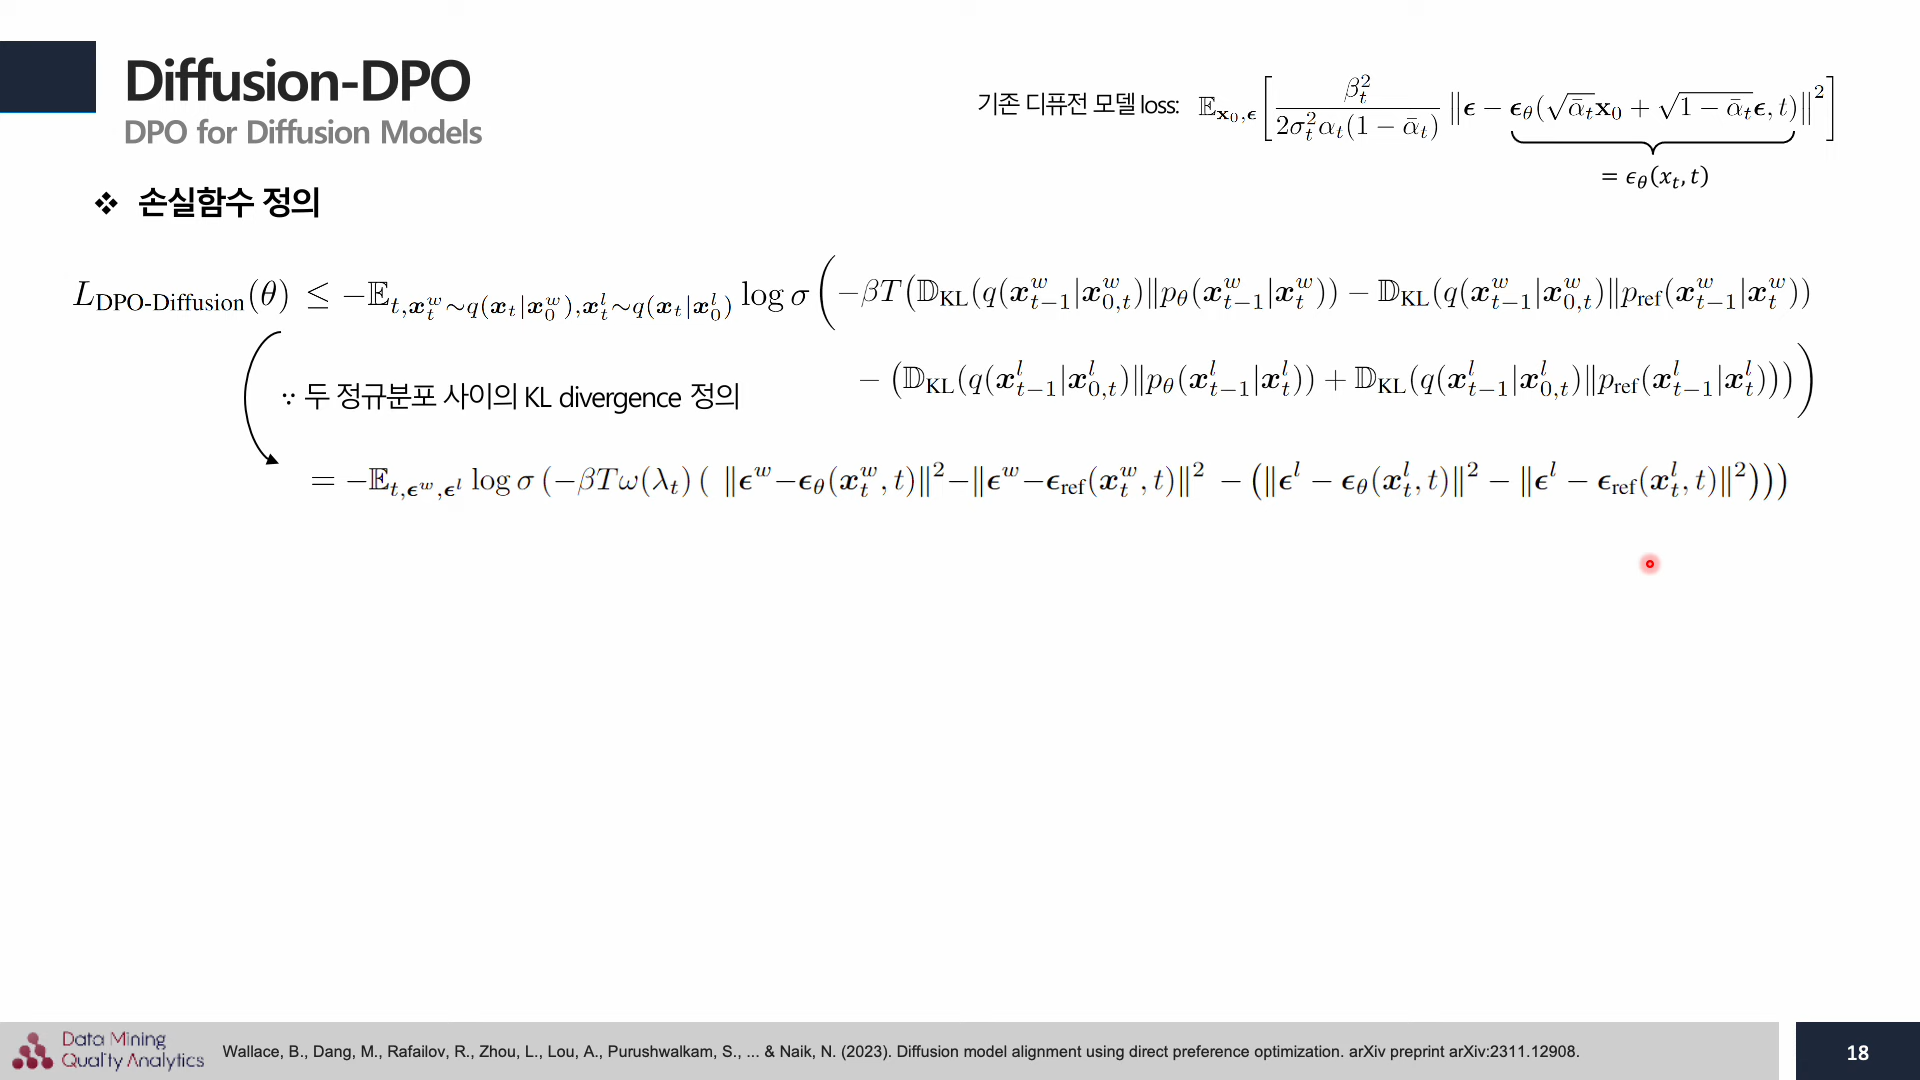 Diffusion-DPO
DPO for Diffusion Models
기존 디퓨전 모델 loss: $\mathbb{E}_{\mathbf{x}_0,\boldsymbol{\epsilon}}\left[\frac{\beta_t^2}{2\sigma_t^2\alpha_t(1-\bar{\alpha}_t)}\left\|\boldsymbol{\epsilon}-\boldsymbol{\epsilon}_\theta(\sqrt{\bar{\alpha}_t}\mathbf{x}_0+\sqrt{1-\bar{\alpha}_t}\boldsymbol{\epsilon},t)\right\|^2\right]$
$= \epsilon_\theta(x_t, t)$
❖ 손실함수 정의
$L_{\text{DPO-Diffusion}}(\theta) \leq -\mathbb{E}_{t,\boldsymbol{x}_t^w\sim q(\boldsymbol{x}_t|\boldsymbol{x}_0^w),\boldsymbol{x}_t^l\sim q(\boldsymbol{x}_t|\boldsymbol{x}_0^l)} \log\sigma\Big(-\beta T\big(\mathbb{D}_{\text{KL}}(q(\boldsymbol{x}_{t-1}^w|\boldsymbol{x}_{0,t}^w)\|p_\theta(\boldsymbol{x}_{t-1}^w|\boldsymbol{x}_t^w)) - \mathbb{D}_{\text{KL}}(q(\boldsymbol{x}_{t-1}^w|\boldsymbol{x}_{0,t}^w)\|p_{\text{ref}}(\boldsymbol{x}_{t-1}^w|\boldsymbol{x}_t^w))$
$- \big(\mathbb{D}_{\text{KL}}(q(\boldsymbol{x}_{t-1}^l|\boldsymbol{x}_{0,t}^l)\|p_\theta(\boldsymbol{x}_{t-1}^l|\boldsymbol{x}_t^l)) + \mathbb{D}_{\text{KL}}(q(\boldsymbol{x}_{t-1}^l|\boldsymbol{x}_{0,t}^l)\|p_{\text{ref}}(\boldsymbol{x}_{t-1}^l|\boldsymbol{x}_t^l))\big)\Big)$
∵ 두 정규분포 사이의 KL divergence 정의
$= -\mathbb{E}_{t,\boldsymbol{\epsilon}^w,\boldsymbol{\epsilon}^l} \log\sigma\,(-\beta T\omega(\lambda_t)\,(\ \|\boldsymbol{\epsilon}^w-\boldsymbol{\epsilon}_\theta(\boldsymbol{x}_t^w,t)\|^2-\|\boldsymbol{\epsilon}^w-\boldsymbol{\epsilon}_{\text{ref}}(\boldsymbol{x}_t^w,t)\|^2 - (\|\boldsymbol{\epsilon}^l-\boldsymbol{\epsilon}_\theta(\boldsymbol{x}_t^l,t)\|^2-\|\boldsymbol{\epsilon}^l-\boldsymbol{\epsilon}_{\text{ref}}(\boldsymbol{x}_t^l,t)\|^2)))$
Data Mining
Quality Analytics
Wallace, B., Dang, M., Rafailov, R., Zhou, L., Lou, A., Purushwalkam, S., ... & Naik, N. (2023). Diffusion model alignment using direct preference optimization. arXiv preprint arXiv:2311.12908.
18